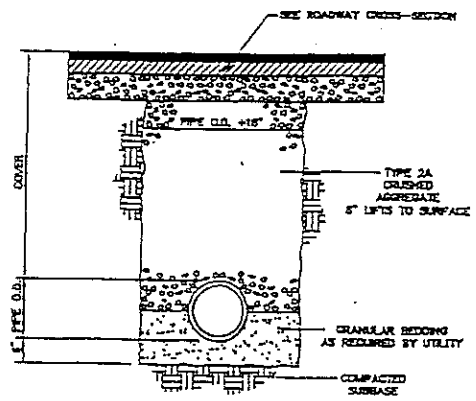 SEE ROADWAY CROSS-SECTION
PIPE O.D. +18"
COVER
TYPE 2A
CRUSHED
AGGREGATE
8" LIFTS TO SURFACE
PIPE O.D.
6"
GRANULAR BEDDING
AS REQUIRED BY UTILITY
COMPACTED
SUBBASE